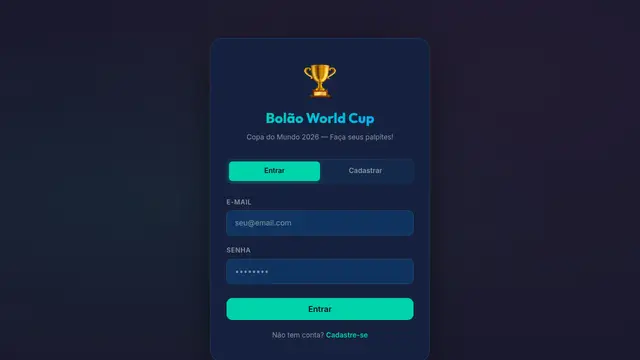 Bolão World Cup
Copa do Mundo 2026 — Faça seus palpites!
Entrar
Cadastrar
E-MAIL
seu@email.com
SENHA
••••••••
Entrar
Não tem conta? Cadastre-se